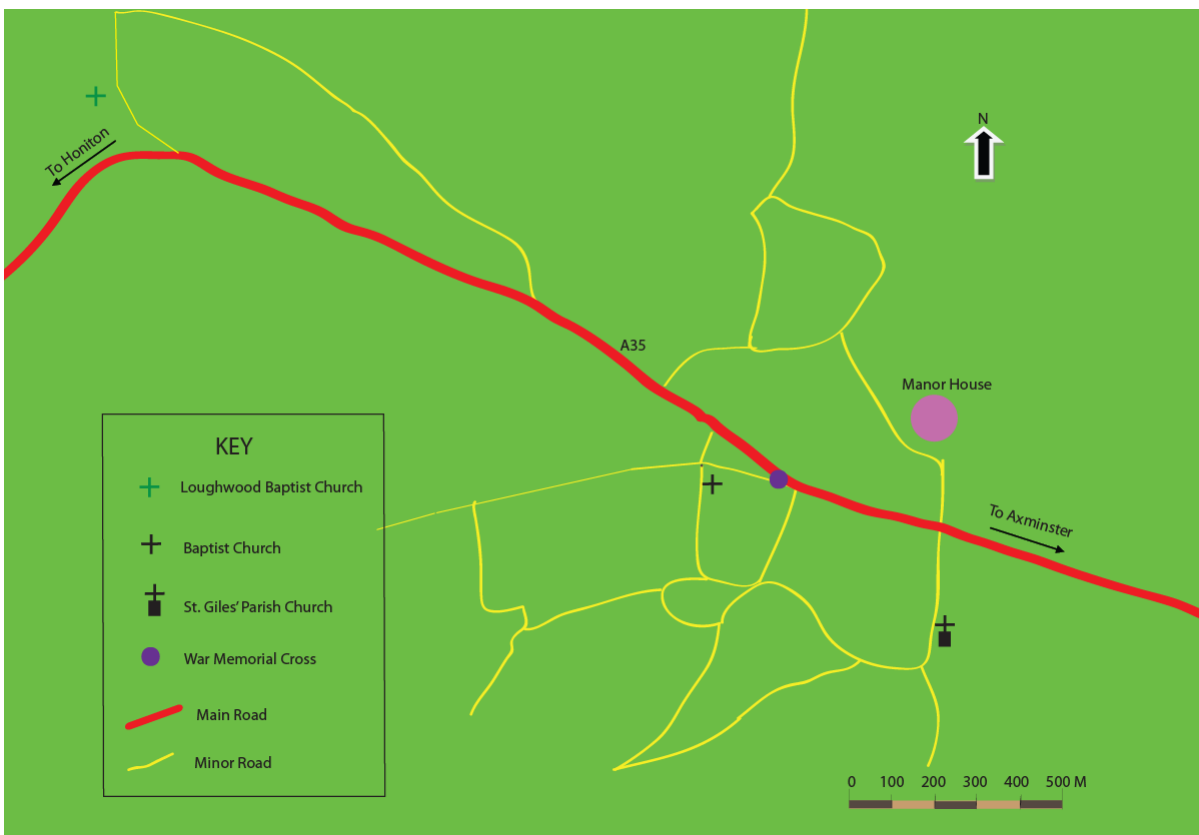 N
To Honiton
A35
Manor House
To Axminster
KEY
Loughwood Baptist Church
Baptist Church
St. Giles' Parish Church
War Memorial Cross
Main Road
Minor Road
0 100 200 300 400 500 M